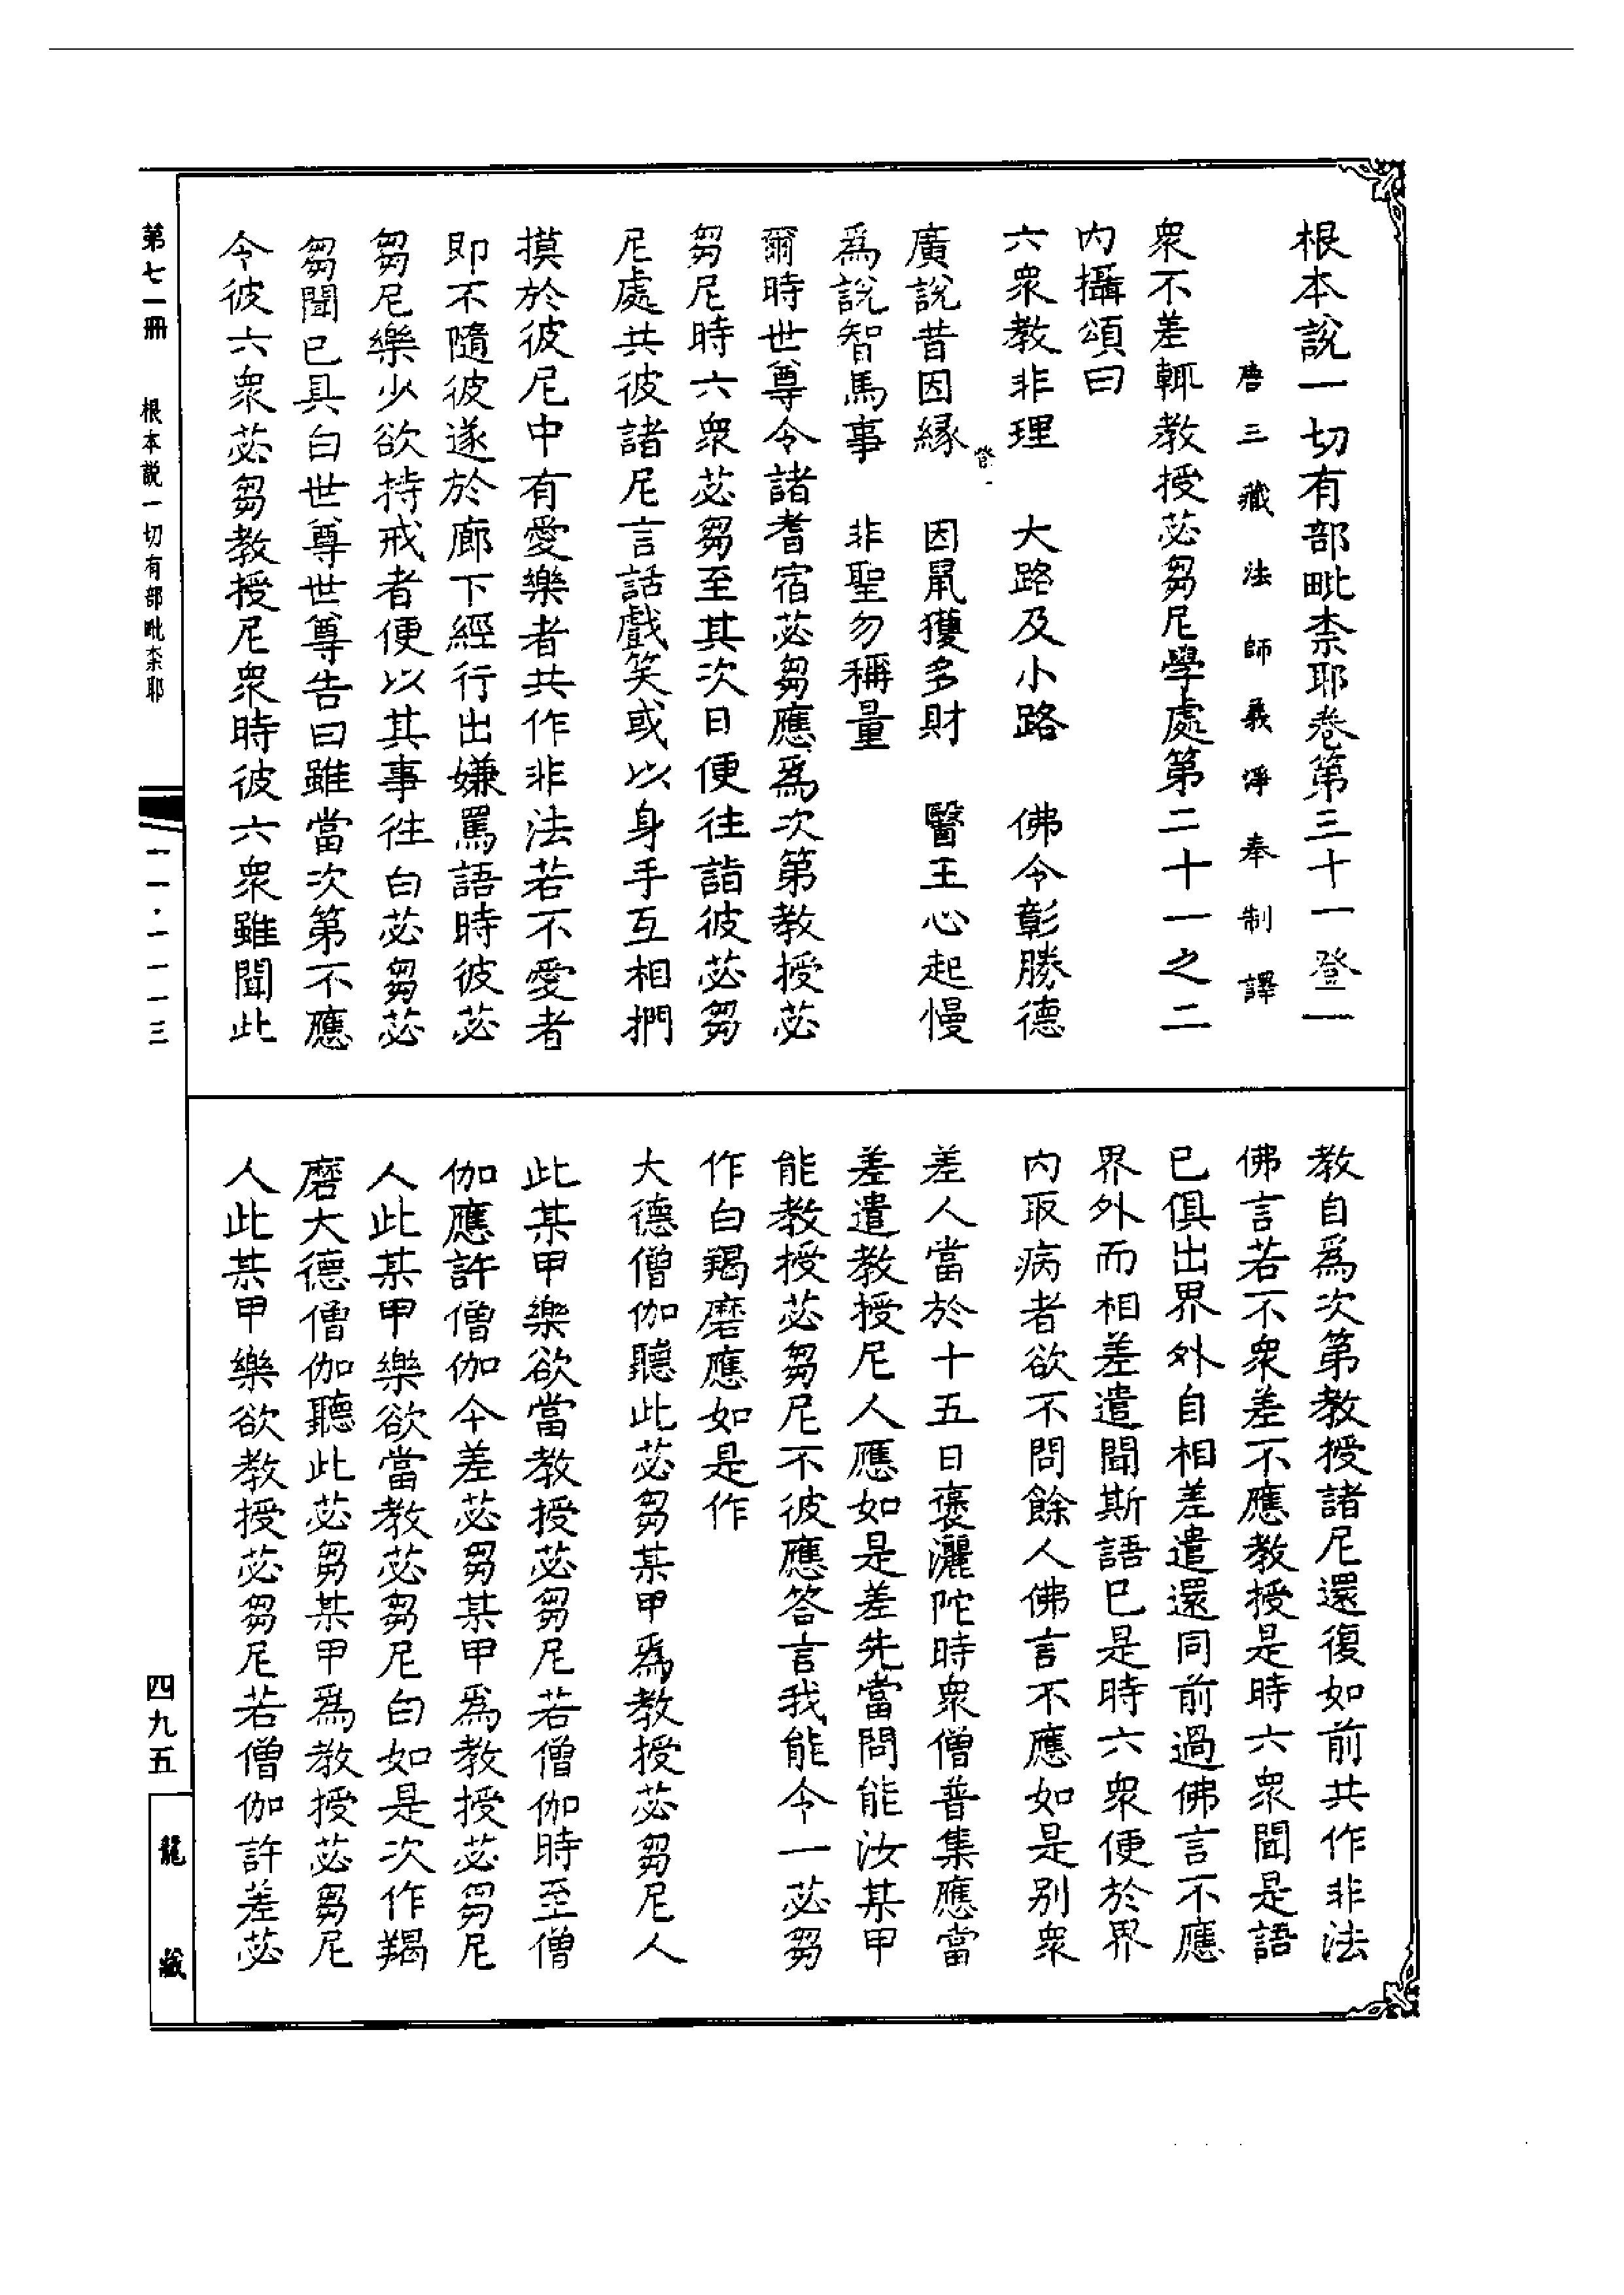 根本說一切有部毗柰耶卷第三十一 登一
唐三藏法師義淨奉制譯
衆不差輒教授苾芻尼學處第二十一之二
内攝頌曰
六衆教非理 大路及小路 佛令彰勝德
廣說昔因緣 因鼠獲多財 醫王心起慢
爲說智馬事 非聖勿稱量
爾時世尊令諸耆宿苾芻應爲次第教授苾
芻尼時六衆苾芻至其次日便往詣彼苾芻
尼處共彼諸尼言話戲笑或以身手互相捫
摸於彼尼中有愛樂者共作非法若不愛者
即不隨彼遂於廊下經行出嫌罵語時彼苾
芻尼樂少欲持戒者便以其事往白苾芻苾
芻聞已具白世尊世尊告曰雖當次第不應
令彼六衆苾芻教授尼衆時彼六衆雖聞此
教自爲次第教授諸尼還復如前共作非法
佛言若不衆差不應教授是時六衆聞是語
已俱出界外自相差遣還同前過佛言不應
界外而相差遣聞斯語已是時六衆便於界
内取病者欲不問餘人佛言不應如是别衆
差人當於十五日褒灑陀時衆僧普集應當
差遣教授尼人應如是差先當問能汝某甲
能教授苾芻尼不彼應答言我能令一苾芻
作白羯磨應如是作
大德僧伽聽此苾芻某甲爲教授苾芻尼人
此某甲樂欲當教授苾芻尼若僧伽時至僧
伽應許僧伽今差苾芻某甲爲教授苾芻尼
人此某甲樂欲當教苾芻尼白如是次作羯
磨大德僧伽聽此苾芻某甲爲教授苾芻尼
人此某甲樂欲教授苾芻尼若僧伽許差苾
第七一冊 根本説一切有部毗柰耶
一一·一一一三
四九五
龍藏